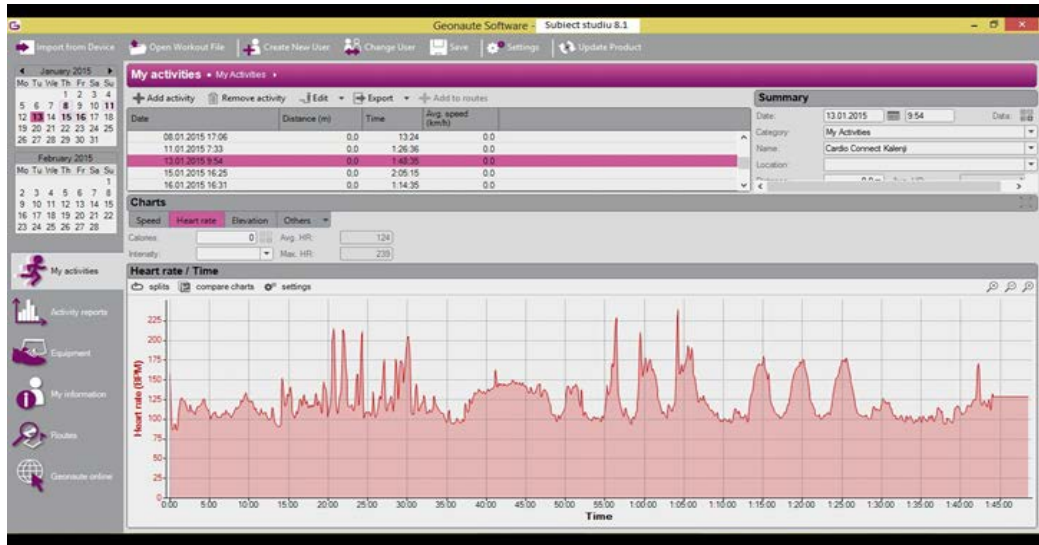 G Geonaute Software - Subiect studiu 8.1
Import from Device Open Workout File Create New User Change User Save Settings Update Product
January 2015
Mo Tu We Th Fr Sa Su
1 2 3 4
5 6 7 8 9 10 11
12 13 14 15 16 17 18
19 20 21 22 23 24 25
26 27 28 29 30 31
February 2015
Mo Tu We Th Fr Sa Su
1
2 3 4 5 6 7 8
9 10 11 12 13 14 15
16 17 18 19 20 21 22
23 24 25 26 27 28
My activities
Activity reports
Equipment
My information
Routes
Geonaute online
My activities • My Activities
Add activity Remove activity Edit Export Add to routes
Date Distance (m) Time Avg. speed
(km/h)
08.01.2015 17:06 0,0 13:24 0.0
11.01.2015 7:33 0,0 1:26:36 0.0
13.01.2015 9:54 0,0 1:48:35 0.0
15.01.2015 16:25 0,0 2:05:15 0.0
16.01.2015 16:31 0,0 1:14:35 0.0
Summary
Date: 13.01.2015 9:54 Data:
Category: My Activities
Name: Cardio Connect Kalenji
Location:
Charts
Speed Heart rate Elevation Others
Calories: 0 Avg. HR: 124
Intensity: Max. HR: 239
Heart rate / Time
splits compare charts settings
Heart rate (BPM)
225
200
175
150
125
100
75
50
25
0
0:00 5:00 10:00 15:00 20:00 25:00 30:00 35:00 40:00 45:00 50:00 55:00 1:00:00 1:05:00 1:10:00 1:15:00 1:20:00 1:25:00 1:30:00 1:35:00 1:40:00 1:45:00
Time